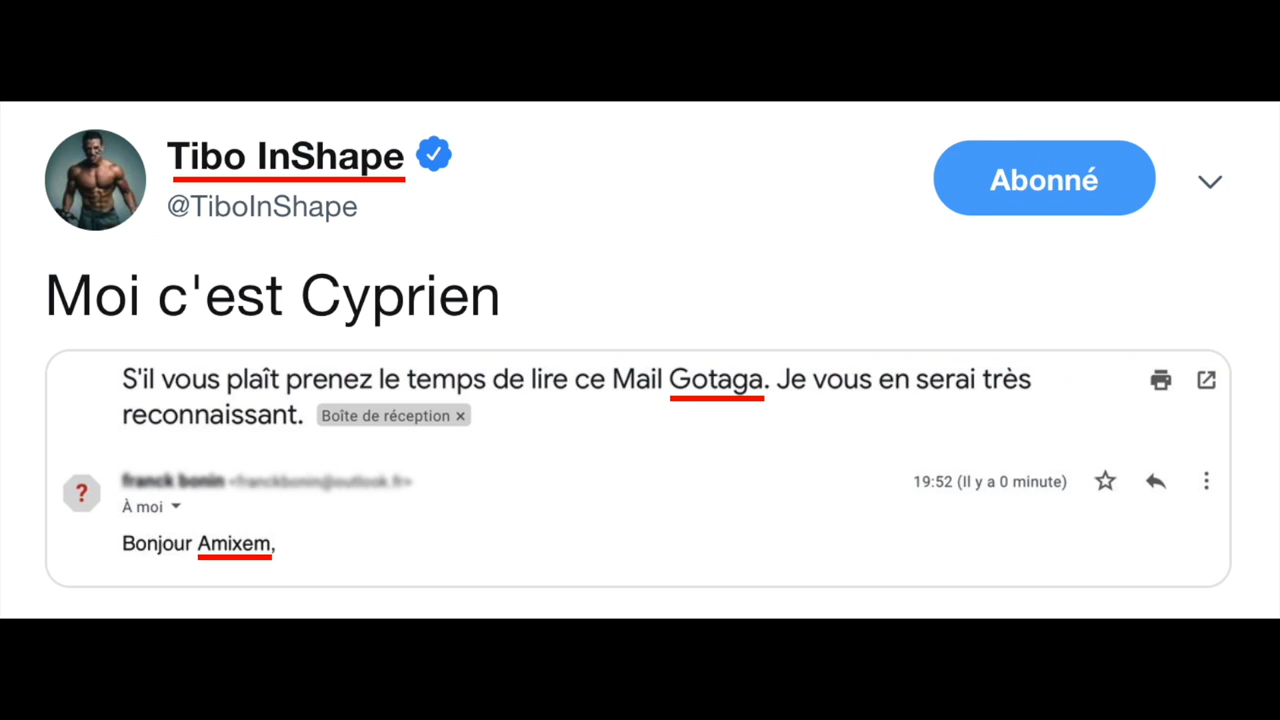 Tibo InShape
@TiboInShape
Abonné
Moi c'est Cyprien
S'il vous plaît prenez le temps de lire ce Mail Gotaga. Je vous en serai très
reconnaissant. Boîte de réception ×
19:52 (Il y a 0 minute)
À moi
?
Bonjour Amixem,